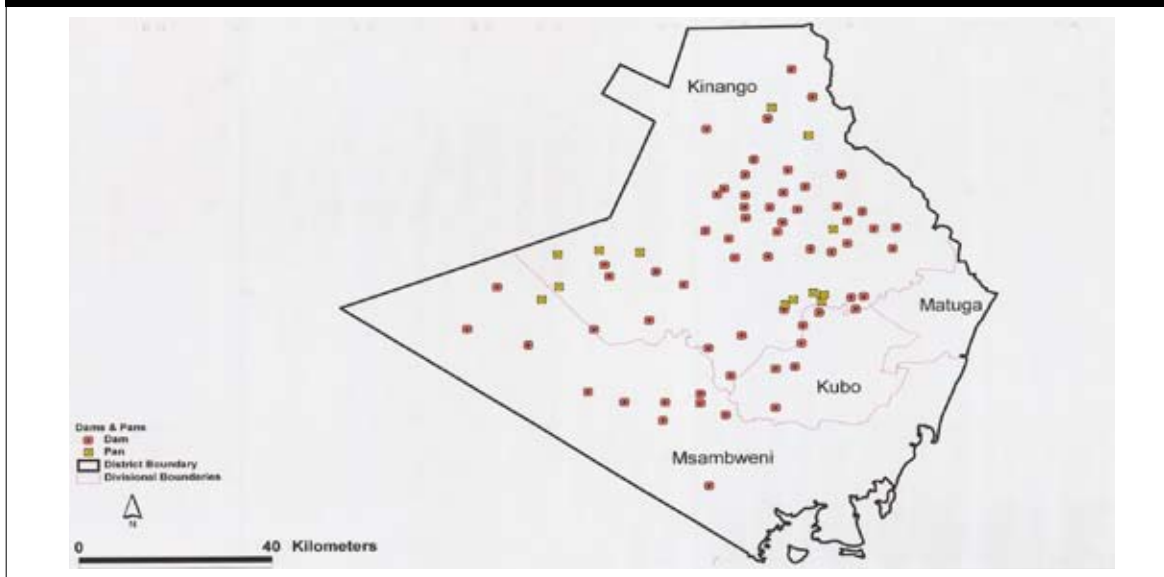 Kinango
Matuga
Kubo
Msambweni
Dams & Pans
Dam
Pan
District Boundary
Divisional Boundaries
N
0 40 Kilometers